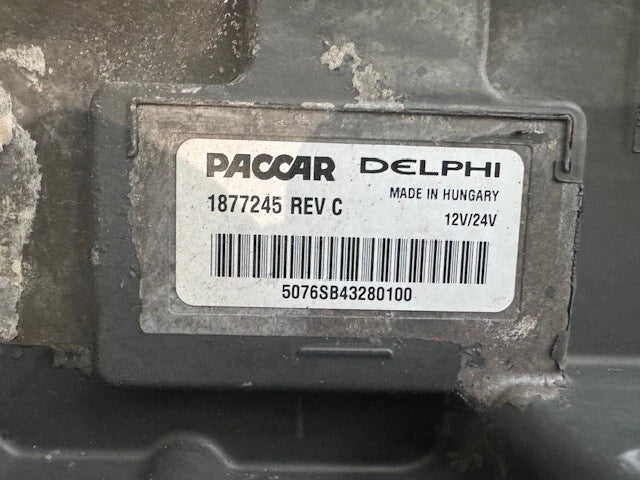 PACCAR DELPHI
1877245 REV C
MADE IN HUNGARY
12V/24V
5076SB43280100